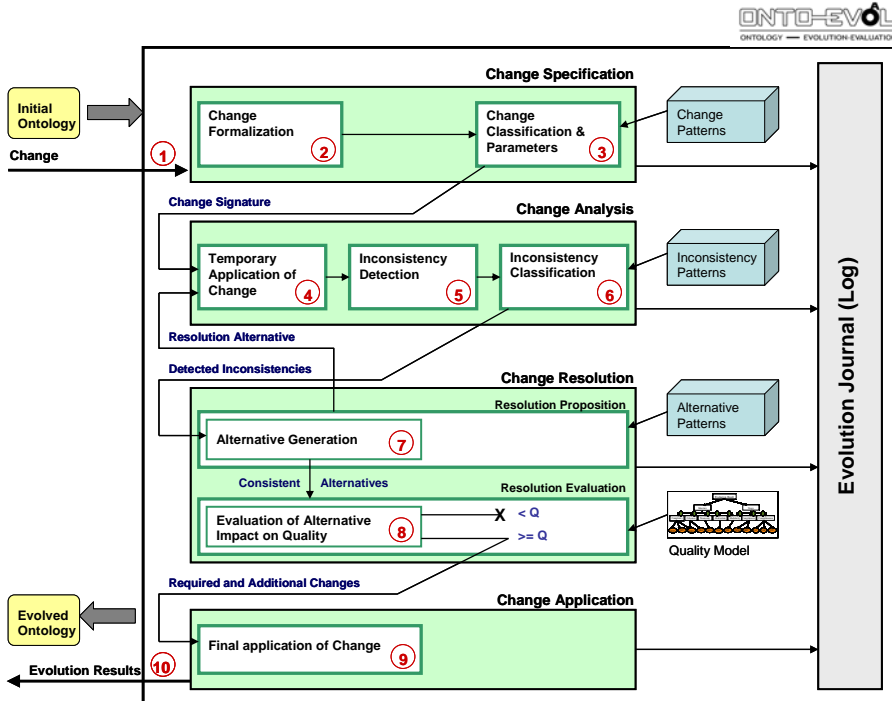 ONTO-EVOAL
ONTOLOGY — EVOLUTION-EVALUATION
Change Specification
Initial
Ontology
Change
Formalization
2
Change
Classification &
Parameters
3
Change
Patterns
Change
1
Change Signature
Change Analysis
Temporary
Application of
Change
4
Inconsistency
Detection
5
Inconsistency
Classification
6
Inconsistency
Patterns
Resolution Alternative
Detected Inconsistencies
Change Resolution
Resolution Proposition
Alternative Generation
7
Alternative
Patterns
Consistent Alternatives
Resolution Evaluation
Evaluation of Alternative
Impact on Quality
8
X < Q
>= Q
Quality Model
Required and Additional Changes
Change Application
Evolved
Ontology
Final application of Change
9
Evolution Results
10
Evolution Journal (Log)